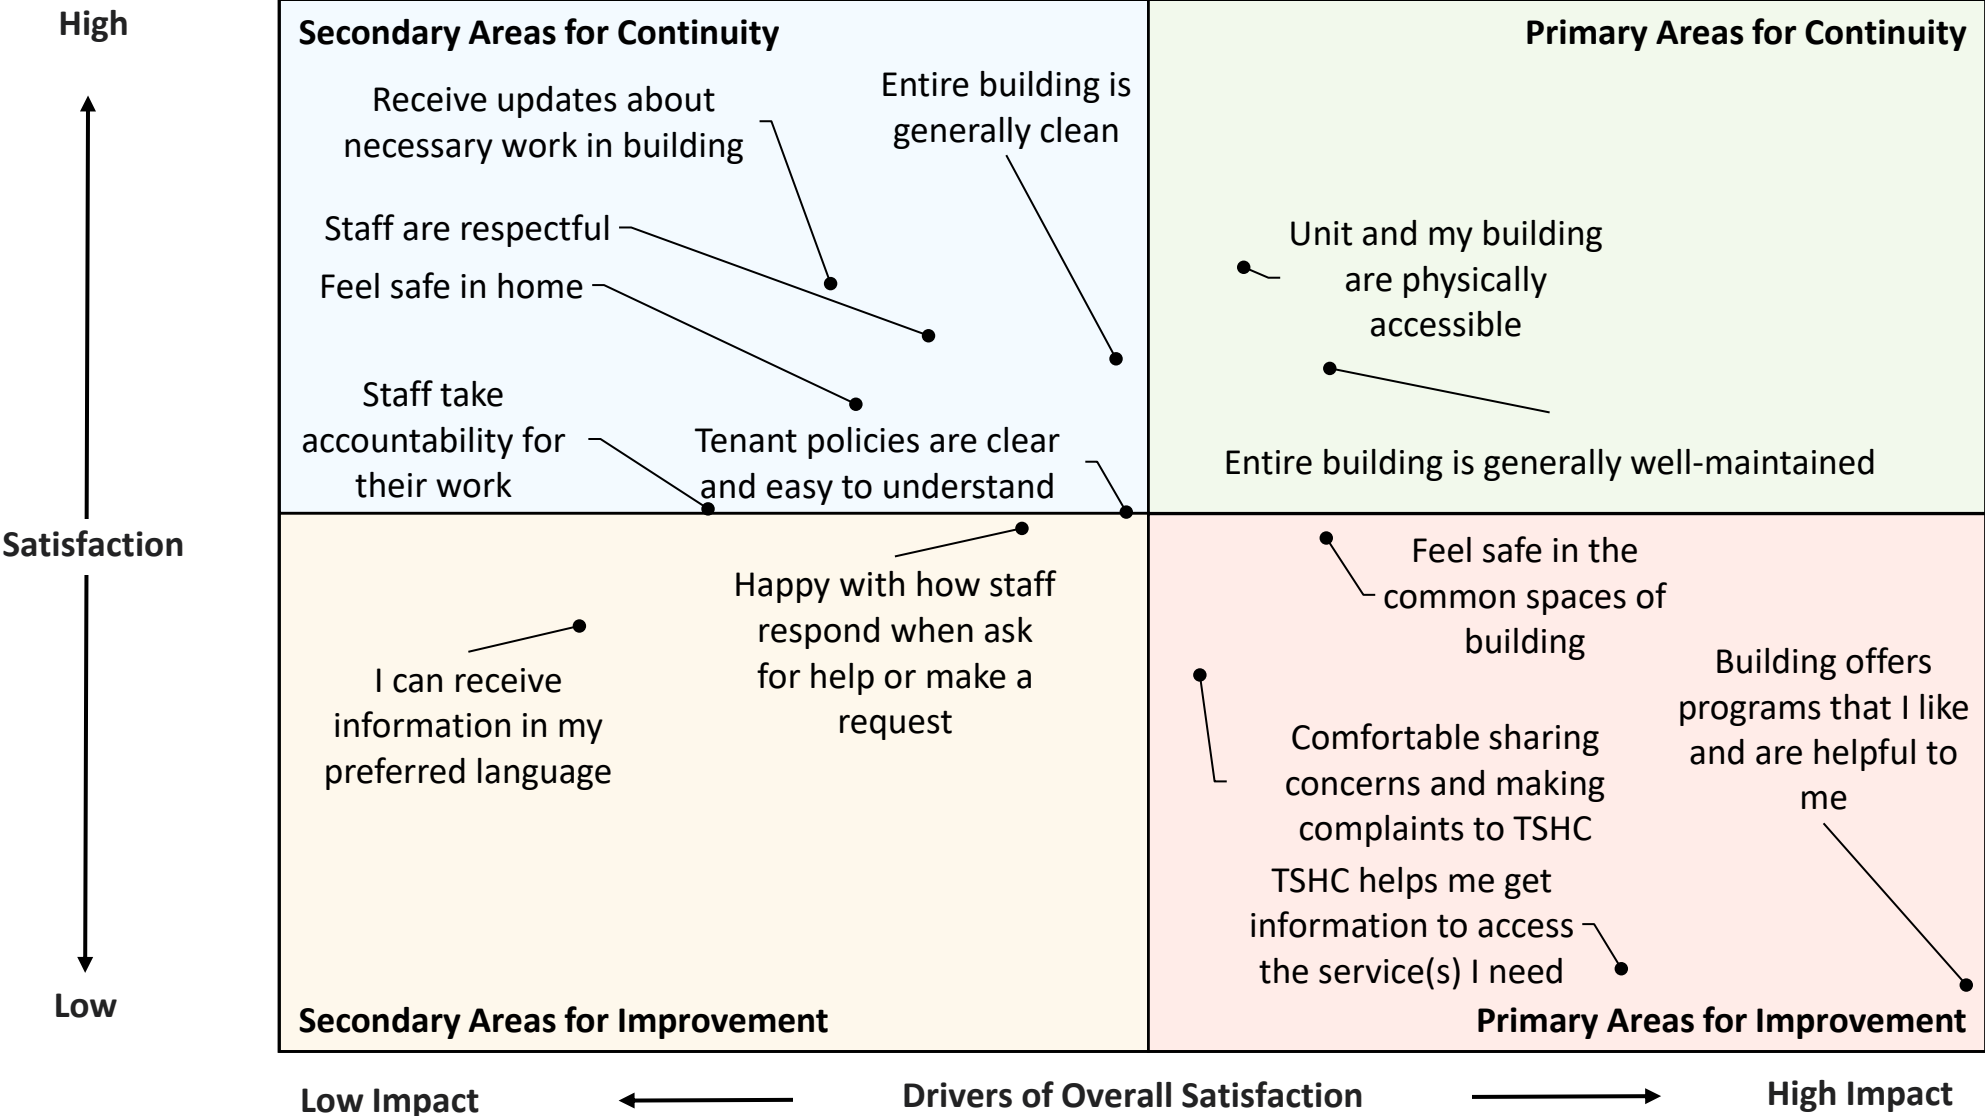 High
Satisfaction
Low
Secondary Areas for Continuity
Receive updates about
necessary work in building
Entire building is
generally clean
Staff are respectful
Feel safe in home
Staff take
accountability for
their work
Tenant policies are clear
and easy to understand
Primary Areas for Continuity
Unit and my building
are physically
accessible
Entire building is generally well-maintained
Happy with how staff
respond when ask
for help or make a
request
I can receive
information in my
preferred language
Secondary Areas for Improvement
Feel safe in the
common spaces of
building
Building offers
programs that I like
and are helpful to
me
Comfortable sharing
concerns and making
complaints to TSHC
TSHC helps me get
information to access
the service(s) I need
Primary Areas for Improvement
Low Impact
Drivers of Overall Satisfaction
High Impact